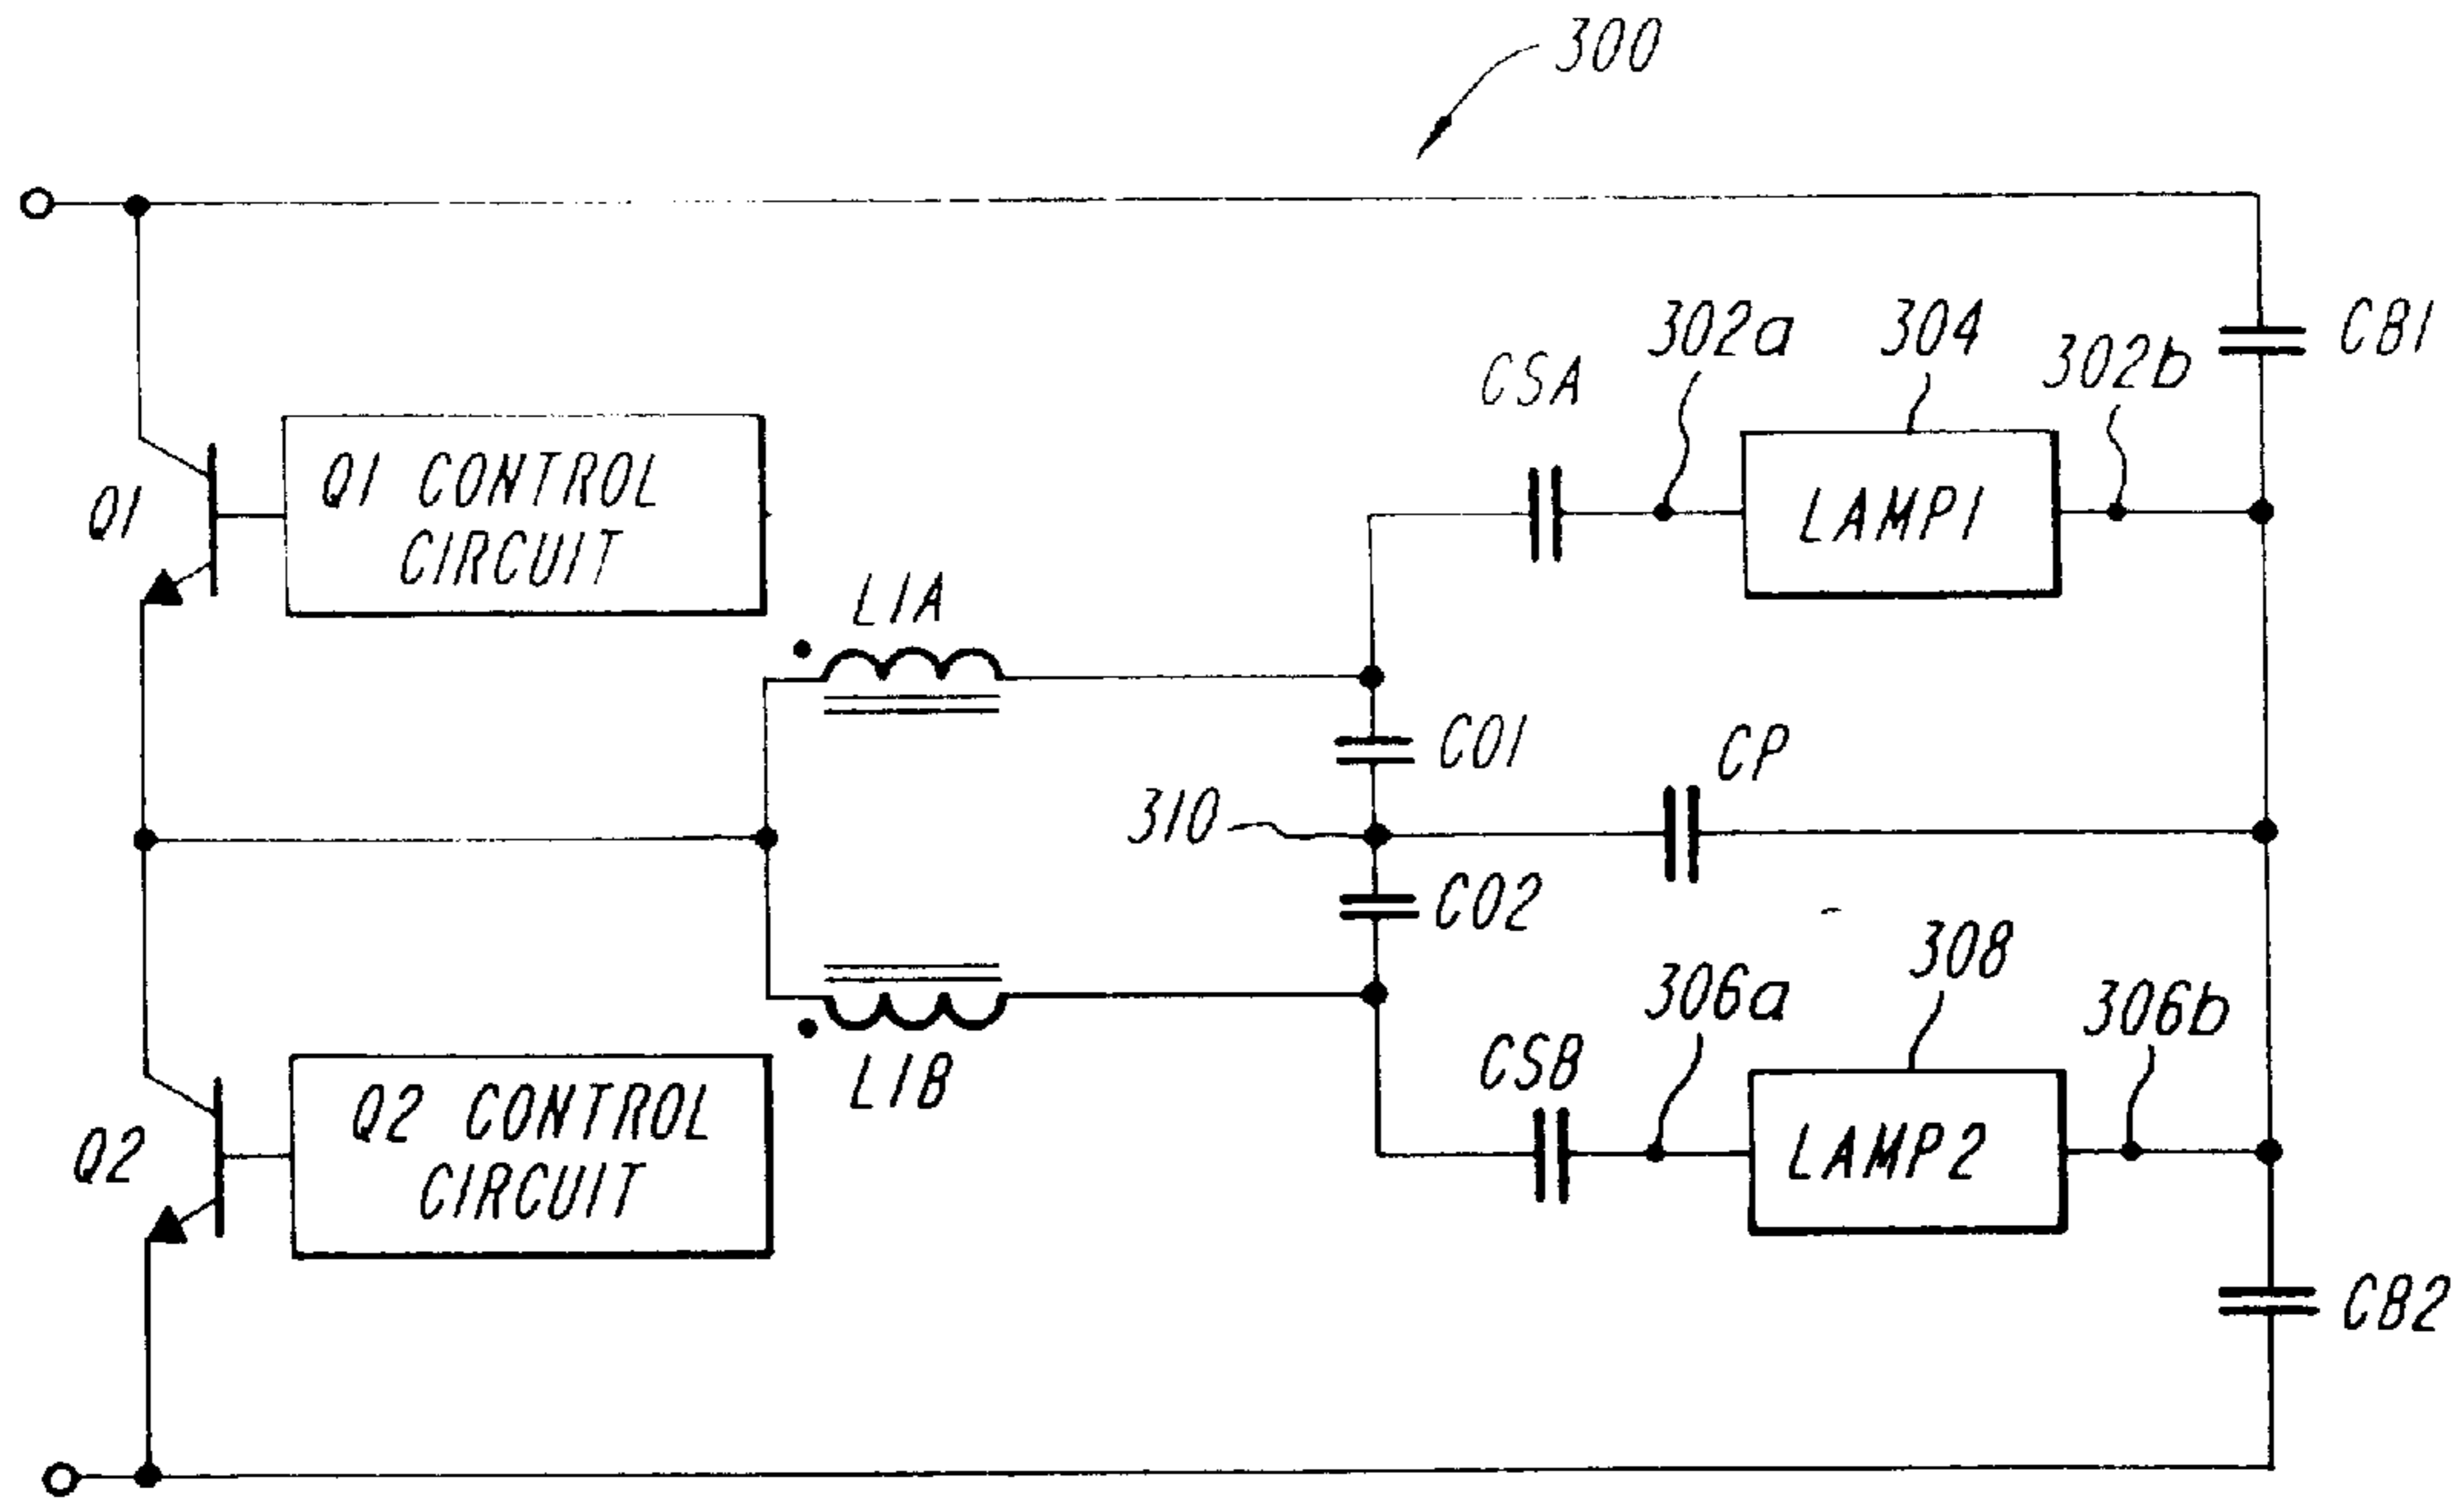 300
302a
304
302b
CB1
CSA
Q1
Q1 CONTROL
CIRCUIT
LAMP1
L1A
C01
CP
310
C02
308
306a
306b
L1B
CSB
Q2
Q2 CONTROL
CIRCUIT
LAMP2
CB2